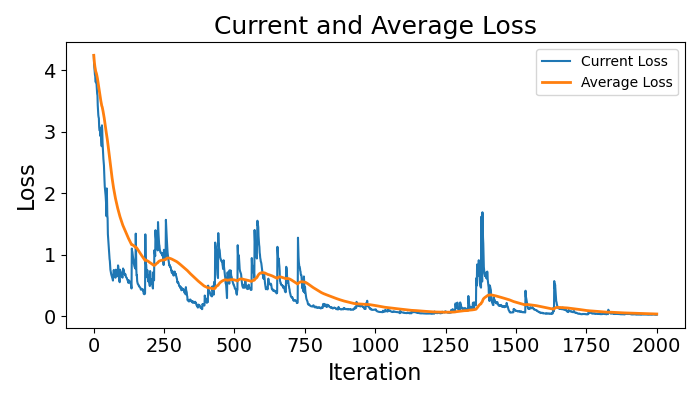 Current and Average Loss
Current Loss
Average Loss
Loss
4
3
2
1
0
0 250 500 750 1000 1250 1500 1750 2000
Iteration